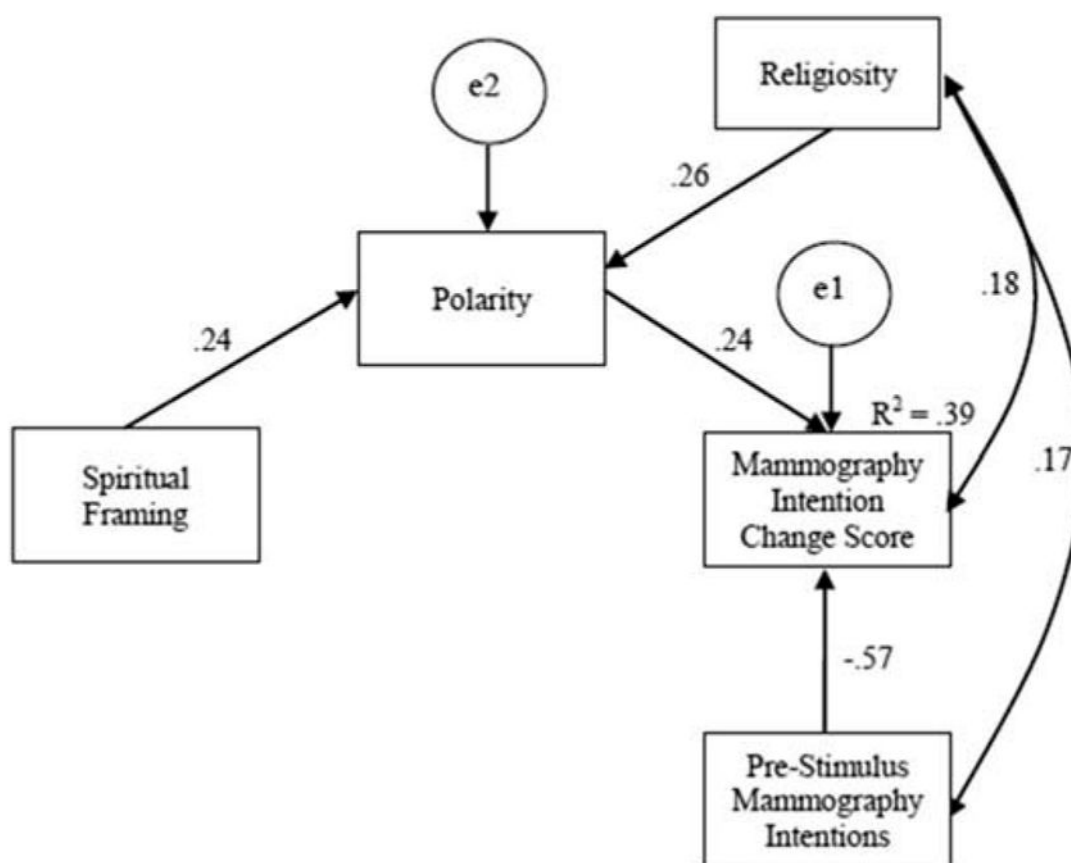 Religiosity
e2
.26
e1
Polarity
.18
.24
.24
R² = .39
Spiritual
Framing
Mammography
Intention
Change Score
.17
-.57
Pre-Stimulus
Mammography
Intentions